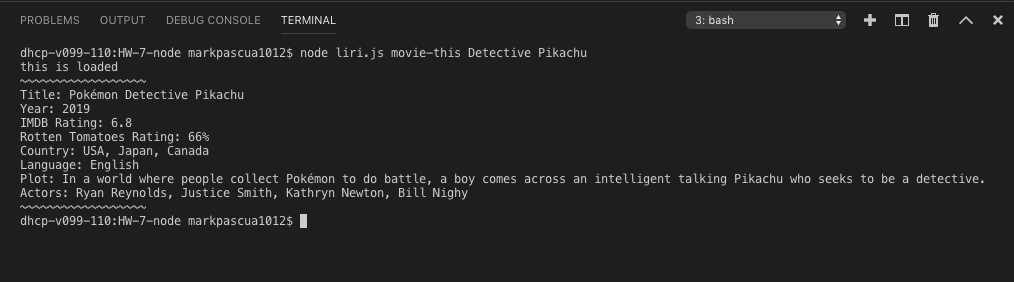 PROBLEMS OUTPUT DEBUG CONSOLE TERMINAL 3: bash
dhcp-v099-110:HW-7-node markpascua1012$ node liri.js movie-this Detective Pikachu
this is loaded
~~~~~~~~~~~~~~~~~~
Title: Pokémon Detective Pikachu
Year: 2019
IMDB Rating: 6.8
Rotten Tomatoes Rating: 66%
Country: USA, Japan, Canada
Language: English
Plot: In a world where people collect Pokémon to do battle, a boy comes across an intelligent talking Pikachu who seeks to be a detective.
Actors: Ryan Reynolds, Justice Smith, Kathryn Newton, Bill Nighy
~~~~~~~~~~~~~~~~~~
dhcp-v099-110:HW-7-node markpascua1012$